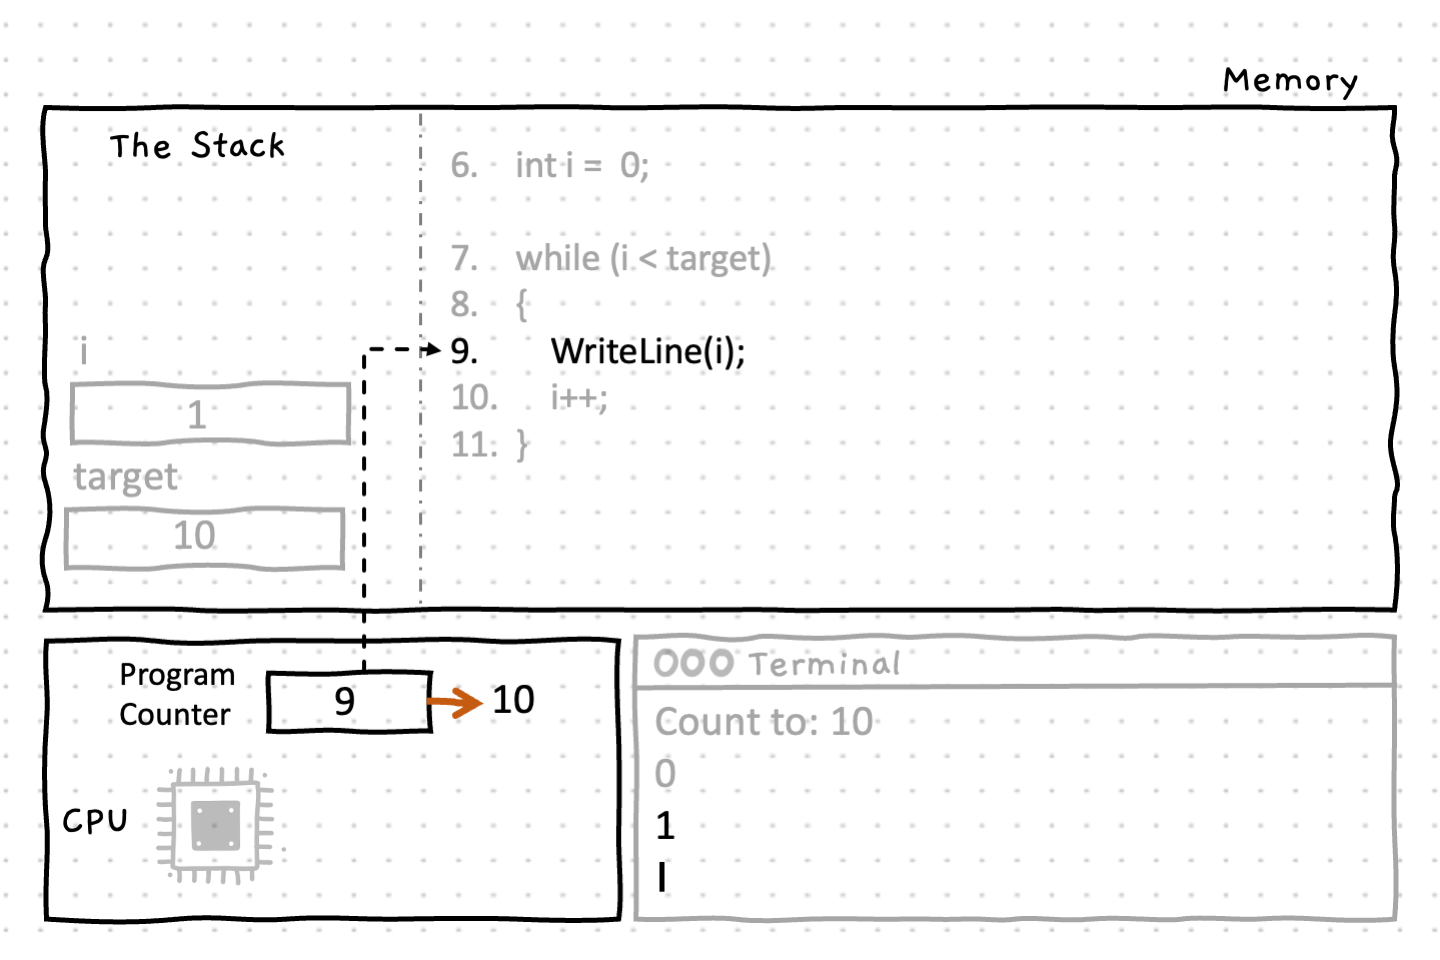 Memory
The Stack
6. int i = 0;
7. while (i < target)
8. {
9. WriteLine(i);
10. i++;
11. }
i
1
target
10
Program
Counter
9
10
CPU
Terminal
Count to: 10
0
1